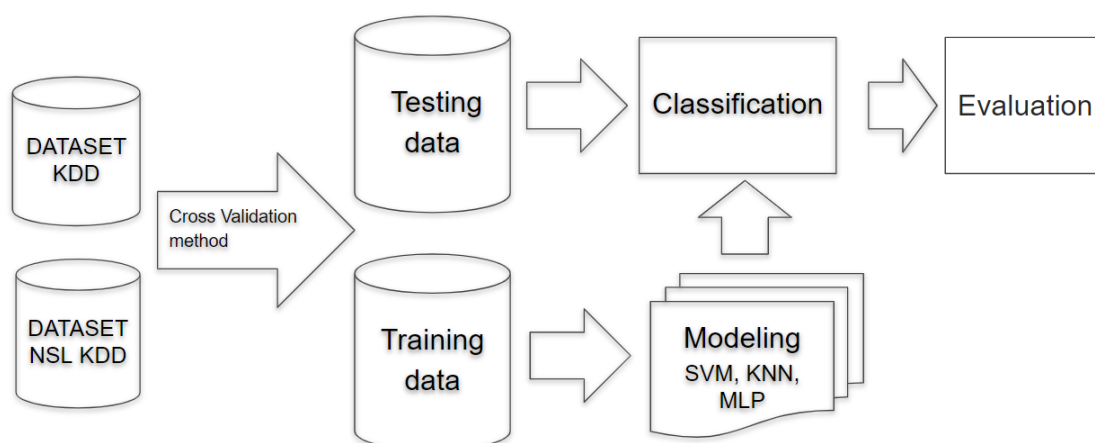 DATASET
KDD
DATASET
NSL KDD
Cross Validation
method
Testing
data
Training
data
Classification
Modeling
SVM, KNN,
MLP
Evaluation